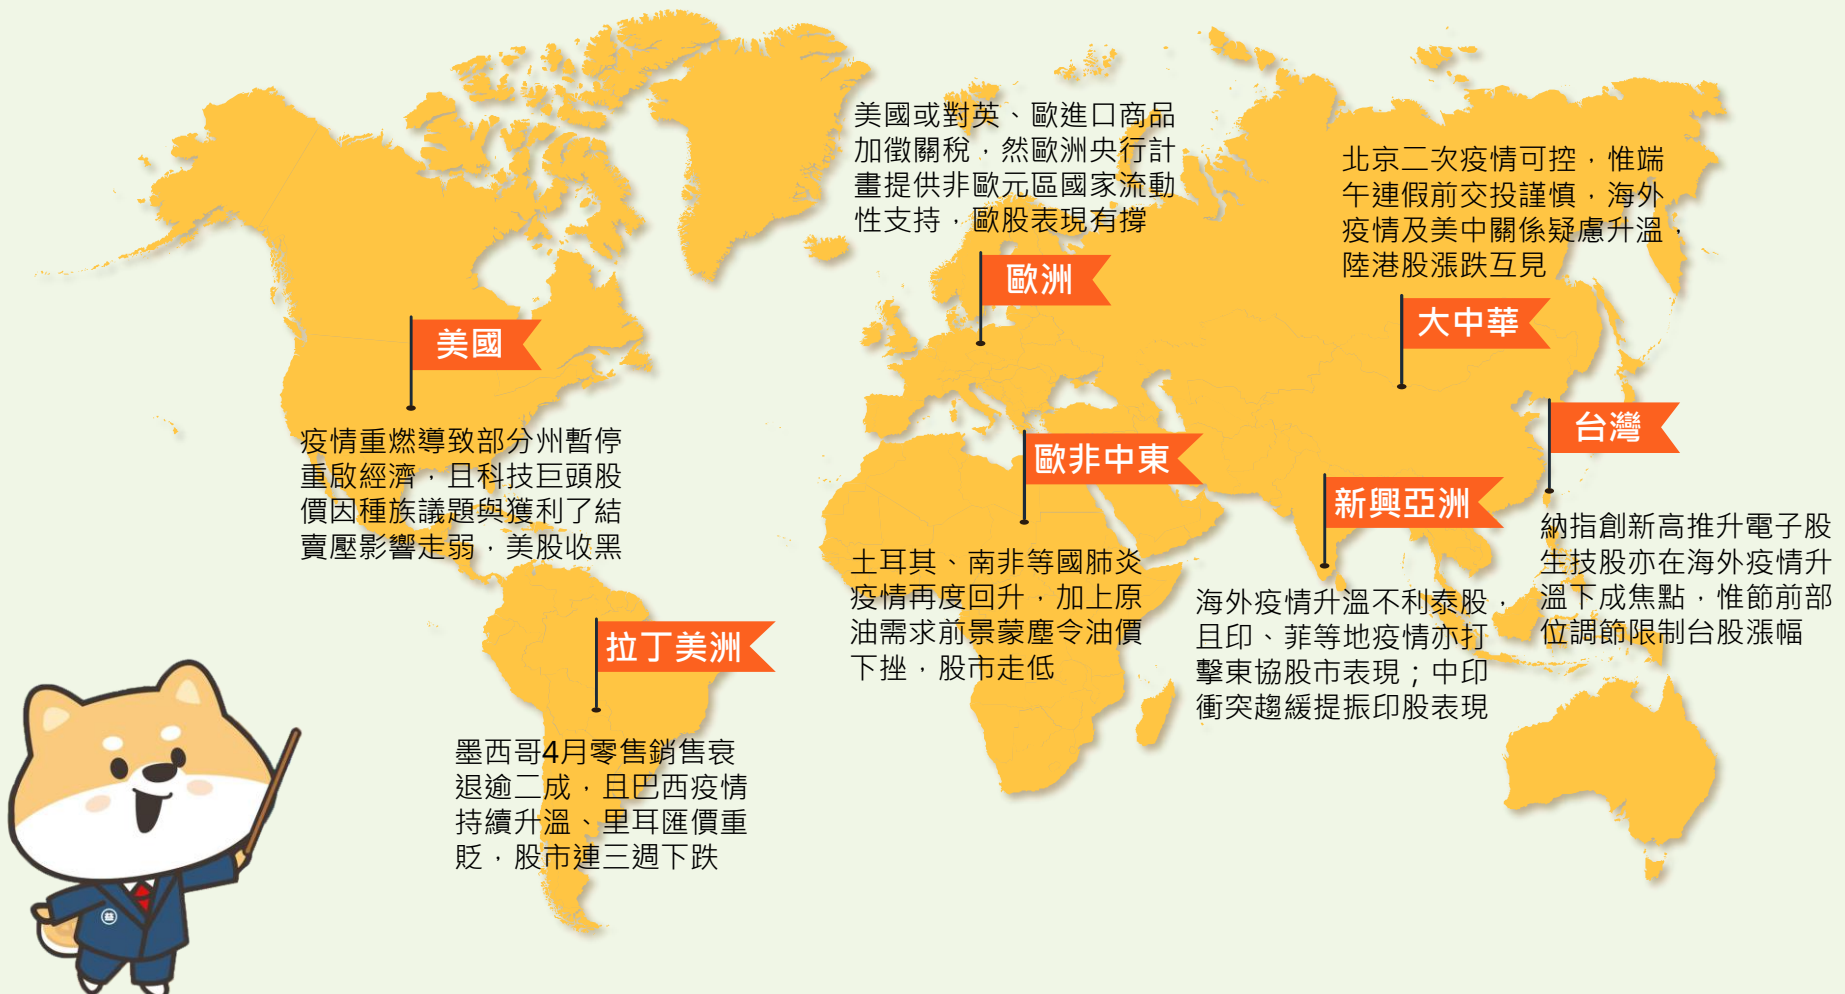 美國或對英、歐進口商品
加徵關稅，然歐洲央行計
畫提供非歐元區國家流動
性支持，歐股表現有撐
歐洲
北京二次疫情可控，惟端
午連假前交投謹慎，海外
疫情及美中關係疑慮升溫，
陸港股漲跌互見
大中華
美國
疫情重燃導致部分州暫停
重啟經濟，且科技巨頭股
價因種族議題與獲利了結
賣壓影響走弱，美股收黑
台灣
納指創新高推升電子股
生技股亦在海外疫情升
溫下成焦點，惟節前部
位調節限制台股漲幅
歐非中東
土耳其、南非等國肺炎
疫情再度回升，加上原
油需求前景蒙塵令油價
下挫，股市走低
新興亞洲
海外疫情升溫不利泰股，
且印、菲等地疫情亦打
擊東協股市表現；中印
衝突趨緩提振印股表現
拉丁美洲
墨西哥4月零售銷售衰
退逾二成，且巴西疫情
持續升溫、里耳匯價重
貶，股市連三週下跌